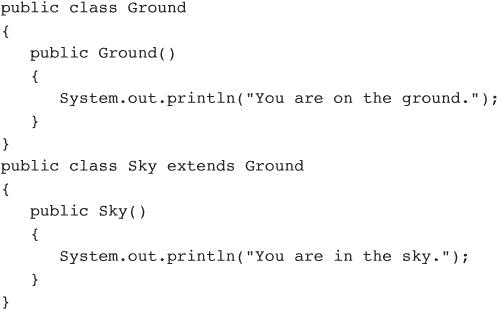 public class Ground
{
   public Ground()
   {
      System.out.println("You are on the ground.");
   }
}
public class Sky extends Ground
{
   public Sky()
   {
      System.out.println("You are in the sky.");
   }
}